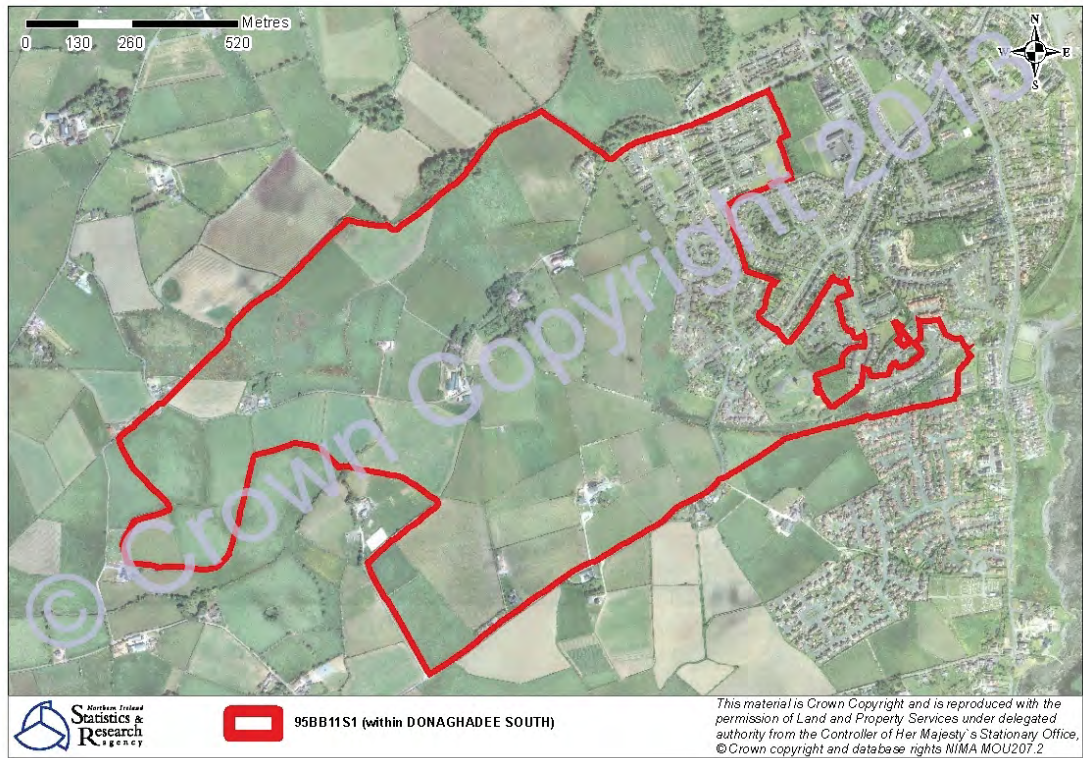 Metres
0 130 260 520
N
W E
S
© Crown Copyright 2013
Northern Ireland
Statistics &
Research
agency
95BB11S1 (within DONAGHADEE SOUTH)
This material is Crown Copyright and is reproduced with the
permission of Land and Property Services under delegated
authority from the Controller of Her Majesty`s Stationary Office,
© Crown copyright and database rights NIMA MOU207.2